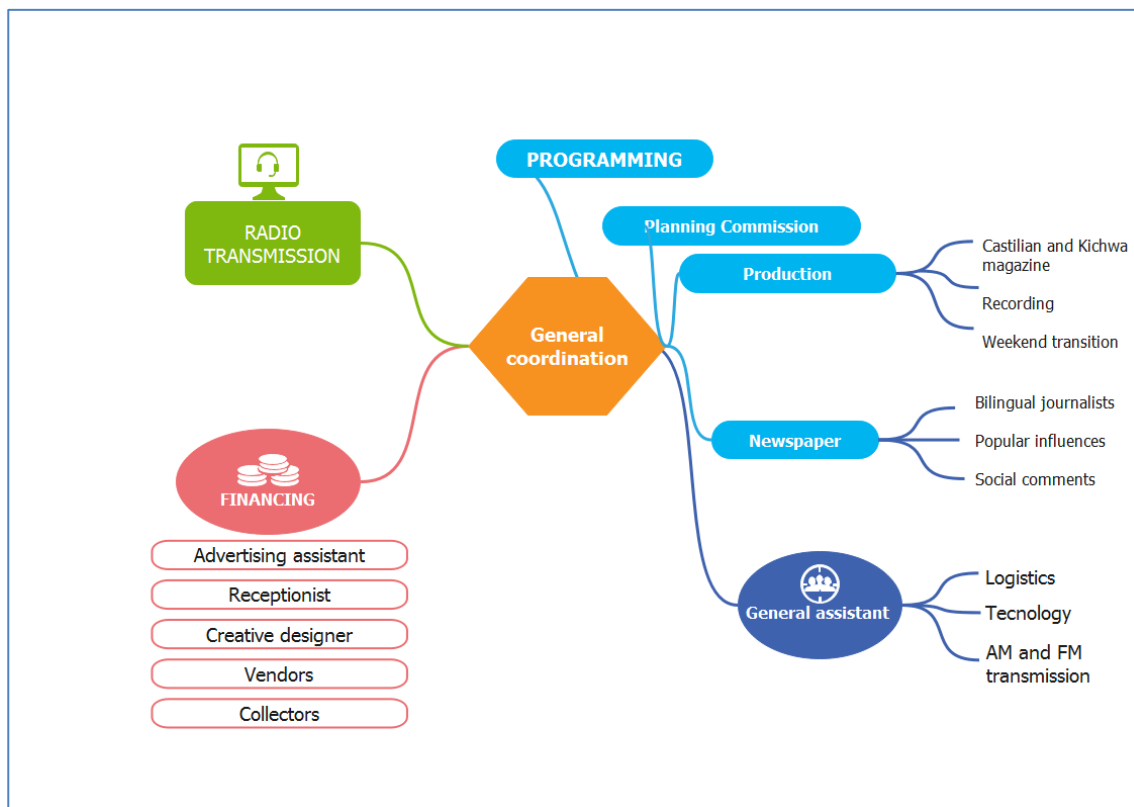 PROGRAMMING
RADIO
TRANSMISSION
Planning Commission
Production
Castilian and Kichwa
magazine
Recording
Weekend transition
General
coordination
Newspaper
Bilingual journalists
Popular influences
Social comments
FINANCING
Advertising assistant
Receptionist
Creative designer
Vendors
Collectors
General assistant
Logistics
Tecnology
AM and FM
transmission